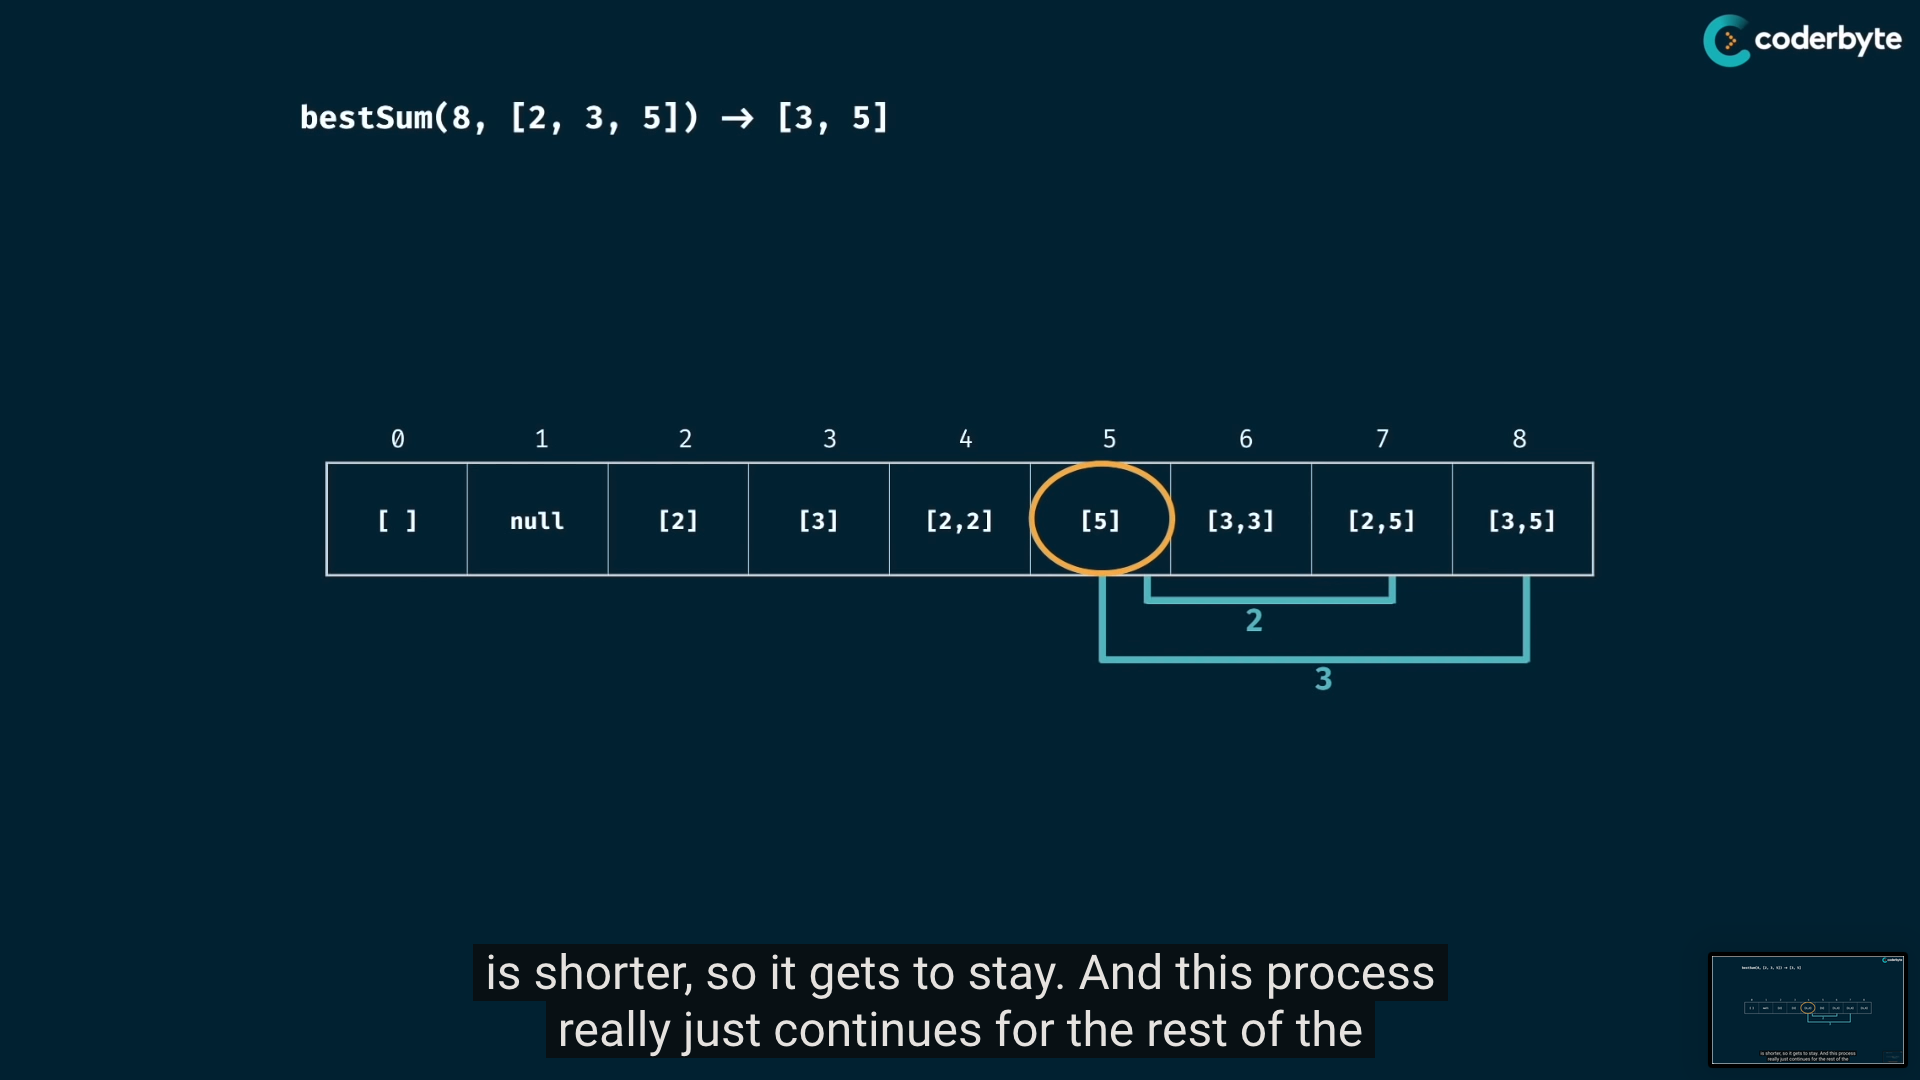 coderbyte
bestSum(8, [2, 3, 5]) → [3, 5]
0 1 2 3 4 5 6 7 8
[ ] null [2] [3] [2,2] [5] [3,3] [2,5] [3,5]
2
3
is shorter, so it gets to stay. And this process
really just continues for the rest of the